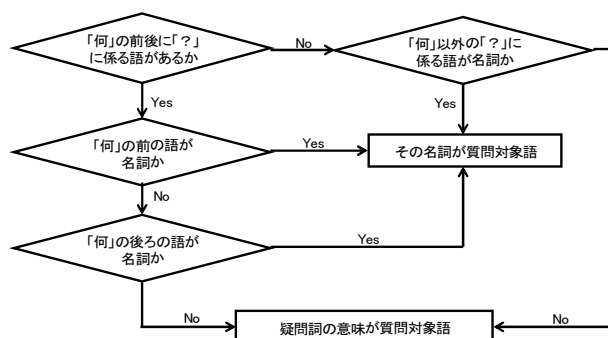 「何」の前後に「？」
に係る語があるか
No
「何」以外の「？」に
係る語が名詞か
Yes
Yes
「何」の前の語が
名詞か
Yes
その名詞が質問対象語
No
「何」の後ろの語が
名詞か
Yes
No
疑問詞の意味が質問対象語
No